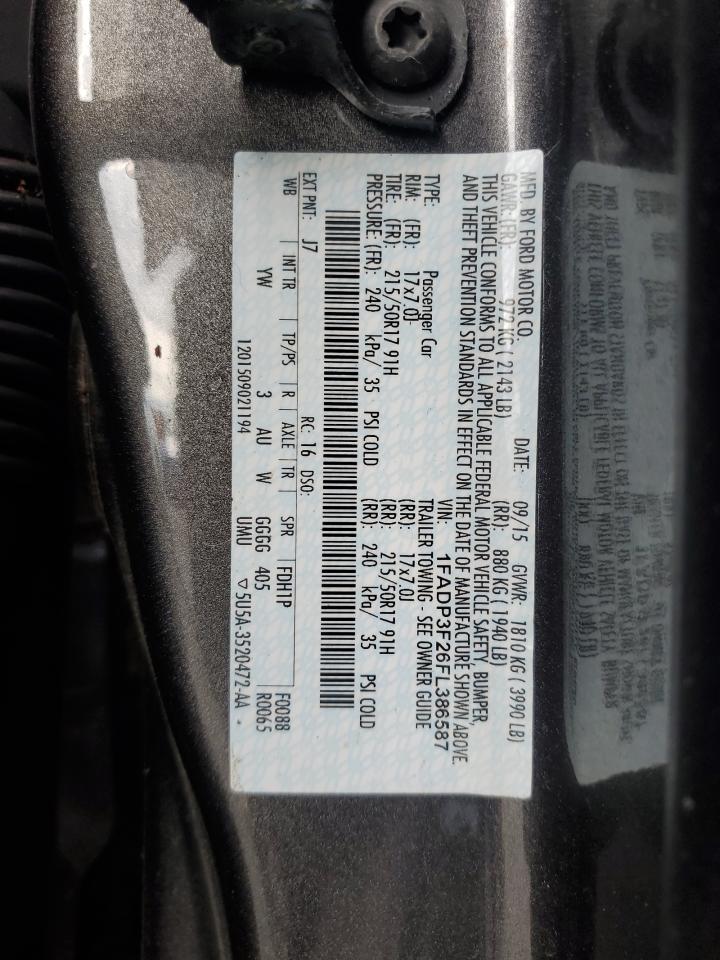 MFD. BY FORD MOTOR CO.
DATE: 09/15 GVWR: 1810 KG ( 3990 LB)
GAWR: (FR): 972 KG ( 2143 LB) (RR): 880 KG ( 1940 LB)
THIS VEHICLE CONFORMS TO ALL APPLICABLE FEDERAL MOTOR VEHICLE SAFETY, BUMPER,
AND THEFT PREVENTION STANDARDS IN EFFECT ON THE DATE OF MANUFACTURE SHOWN ABOVE.
VIN: 1FADP3F26FL386587
TYPE: Passenger Car TRAILER TOWING - SEE OWNER GUIDE
RIM: (FR): 17x7.0J (RR): 17x7.0J
TIRE: (FR): 215/50R17 91H (RR): 215/50R17 91H
PRESSURE: (FR): 240 kPa/ 35 PSI COLD (RR): 240 kPa/ 35 PSI COLD
EXT PNT: J7 RC: 16 DSO: F0088
WB INT TR TP/PS R AXLE TR SPR FDH1P R0065
YW 3 AU W GGGG 405
1201509021194 UMU ▽5U5A-3520472-AA